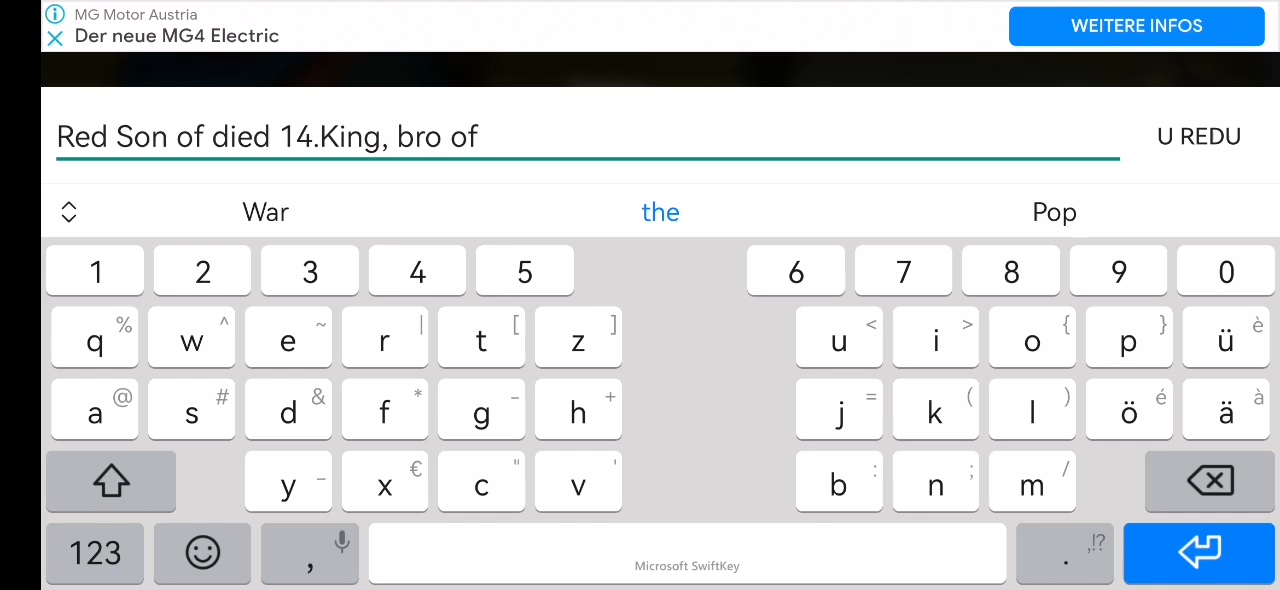 MG Motor Austria
Der neue MG4 Electric
WEITERE INFOS
Red Son of died 14.King, bro of
U REDU
War the Pop
1 2 3 4 5 6 7 8 9 0
q % w ^ e ~ r | t [ z ] u < i > o { p } ü è
a @ s # d & f * g - h + j = k ( l ) ö é ä à
y _ x € c " v ' b : n ; m /
123 , Microsoft SwiftKey . ,!?